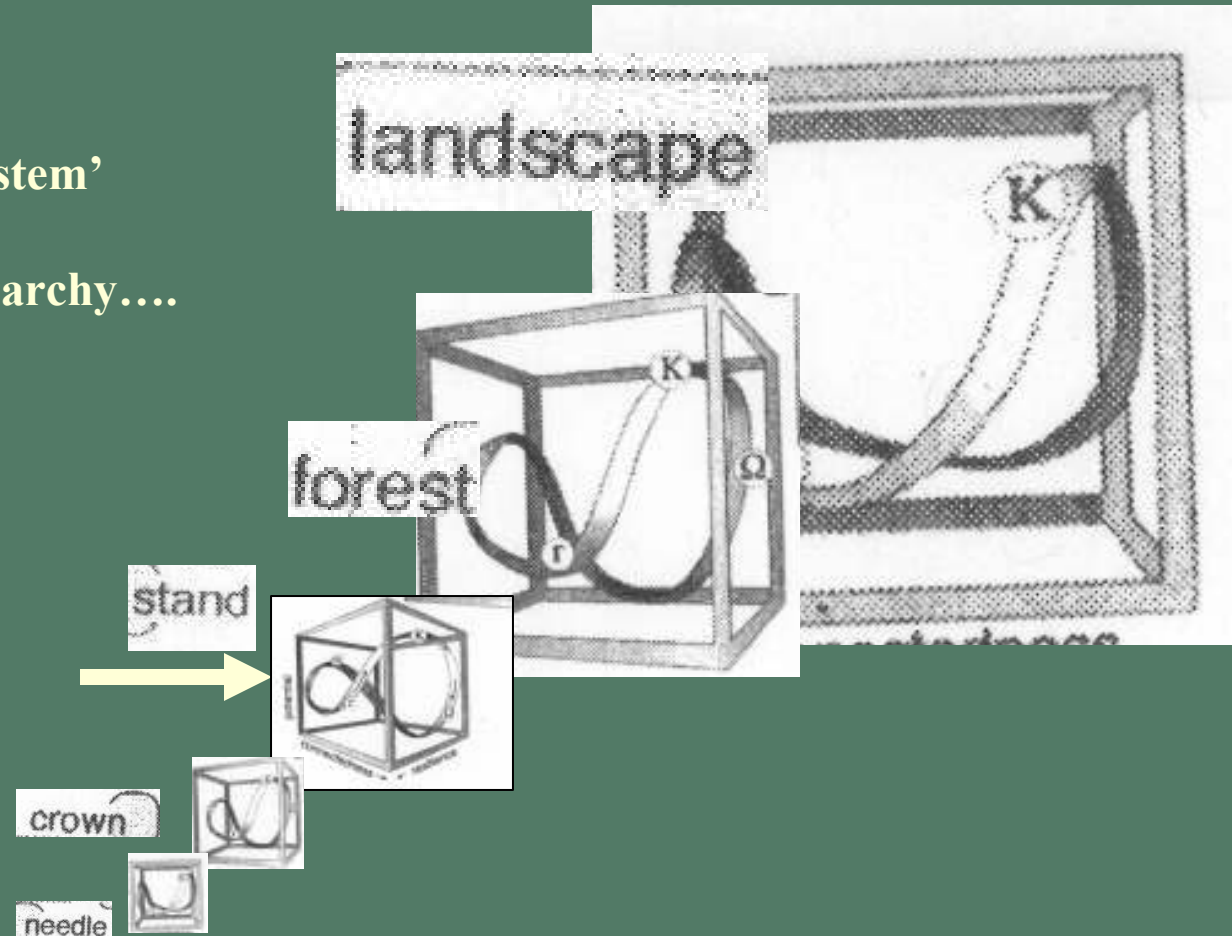 landscape
stem’
archy….
K
K
forest
Ω
r
stand
crown
needle